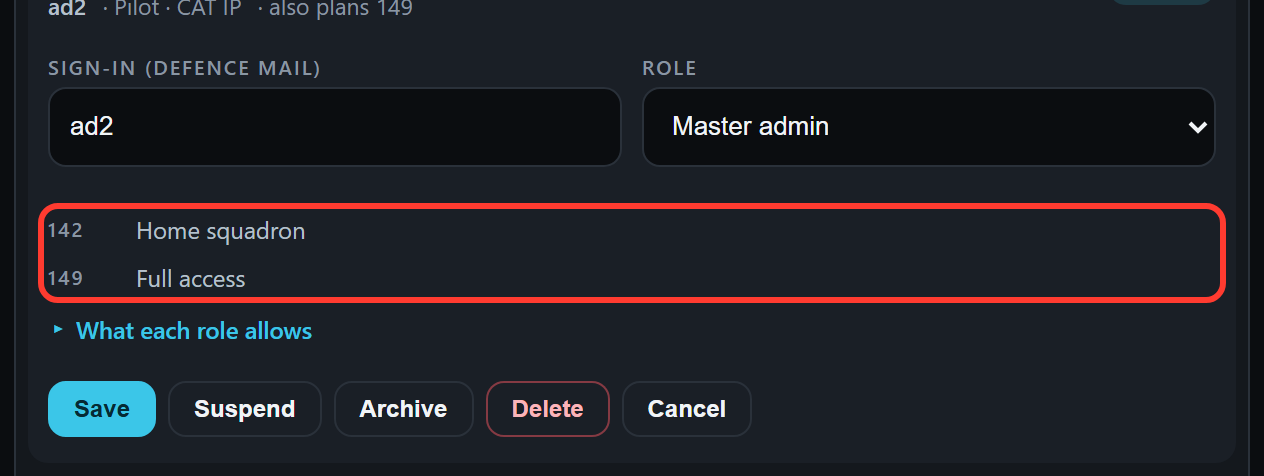 ad2 · Pilot · CAT IP · also plans 149
SIGN-IN (DEFENCE MAIL) ROLE
ad2 Master admin
142 Home squadron
149 Full access
What each role allows
Save Suspend Archive Delete Cancel